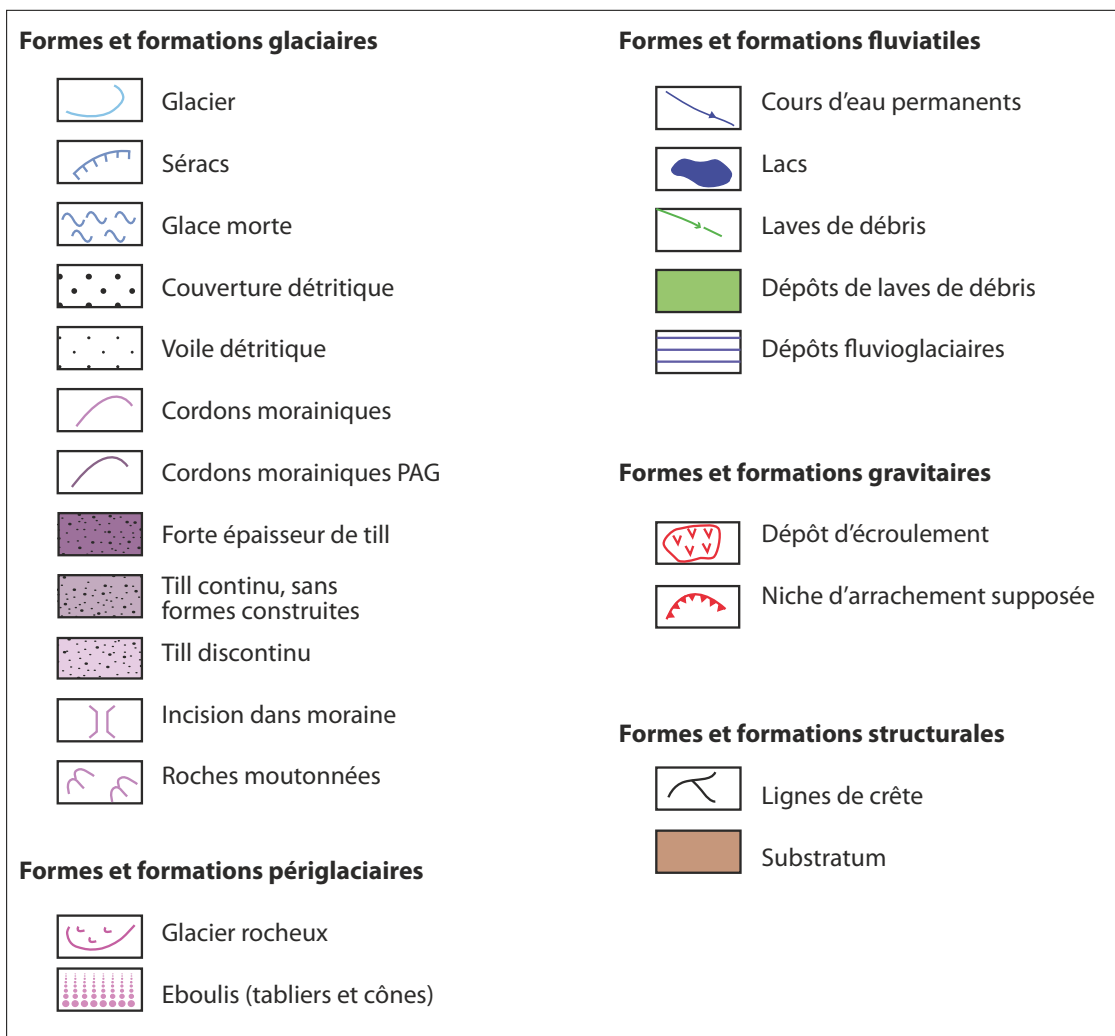 Formes et formations glaciaires
Glacier
Séracs
Glace morte
Couverture détritique
Voile détritique
Cordons morainiques
Cordons morainiques PAG
Forte épaisseur de till
Till continu, sans
formes construites
Till discontinu
Incision dans moraine
Roches moutonnées
Formes et formations périglaciaires
Glacier rocheux
Eboulis (tabliers et cônes)
Formes et formations fluviatiles
Cours d'eau permanents
Lacs
Laves de débris
Dépôts de laves de débris
Dépôts fluvioglaciaires
Formes et formations gravitaires
Dépôt d'écroulement
Niche d'arrachement supposée
Formes et formations structurales
Lignes de crête
Substratum